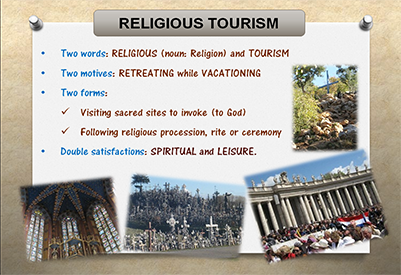 RELIGIOUS TOURISM
• Two words: RELIGIOUS (noun: Religion) and TOURISM
• Two motives: RETREATING while VACATIONING
• Two forms:
✓ Visiting sacred sites to invoke (to God)
✓ Following religious procession, rite or ceremony
• Double satisfactions: SPIRITUAL and LEISURE.